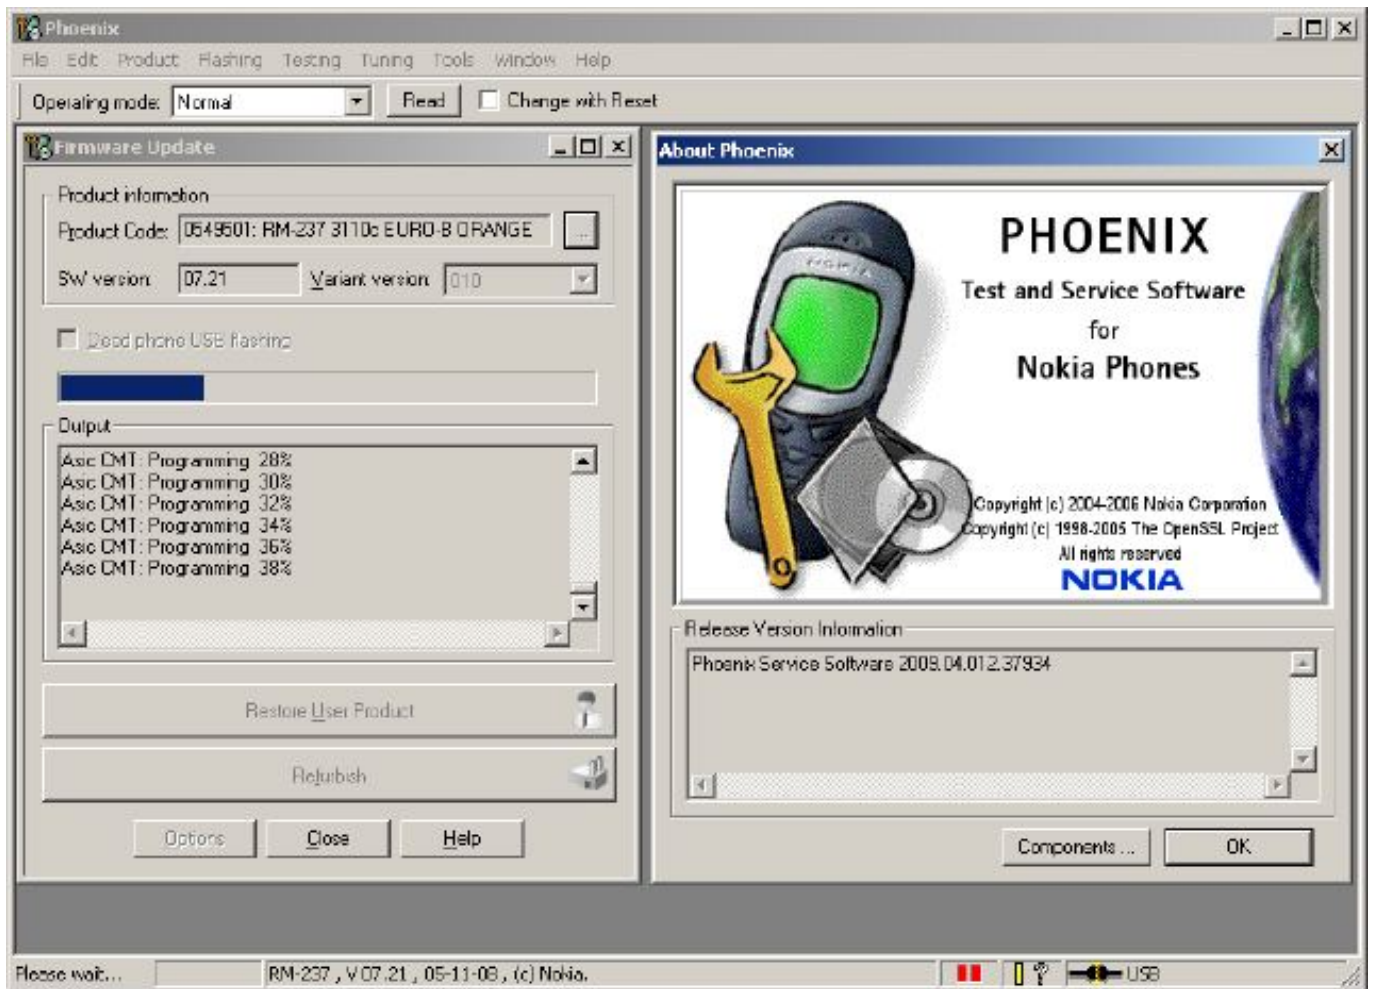 Phoenix
File Edit Product Flashing Testing Tuning Tools Window Help
Operating mode: Normal Read Change with Reset
Firmware Update
Product information
Product Code: 0549501: RM-237 3110c EURO-B ORANGE ...
SW version: 07.21 Variant version: 010
Dead phone USB flashing
Output
Asic CMT: Programming 28%
Asic CMT: Programming 30%
Asic CMT: Programming 32%
Asic CMT: Programming 34%
Asic CMT: Programming 36%
Asic CMT: Programming 38%
Restore User Product
Refurbish
Options Close Help
About Phoenix
NOKIA
PHOENIX
Test and Service Software
for
Nokia Phones
Copyright (c) 2004-2006 Nokia Corporation
Copyright (c) 1998-2005 The OpenSSL Project
All rights reserved
NOKIA
Release Version Information
Phoenix Service Software 2009.04.012.37934
Components ... OK
Please wait... RM-237 , V 07.21 , 05-11-08 , (c) Nokia. USB